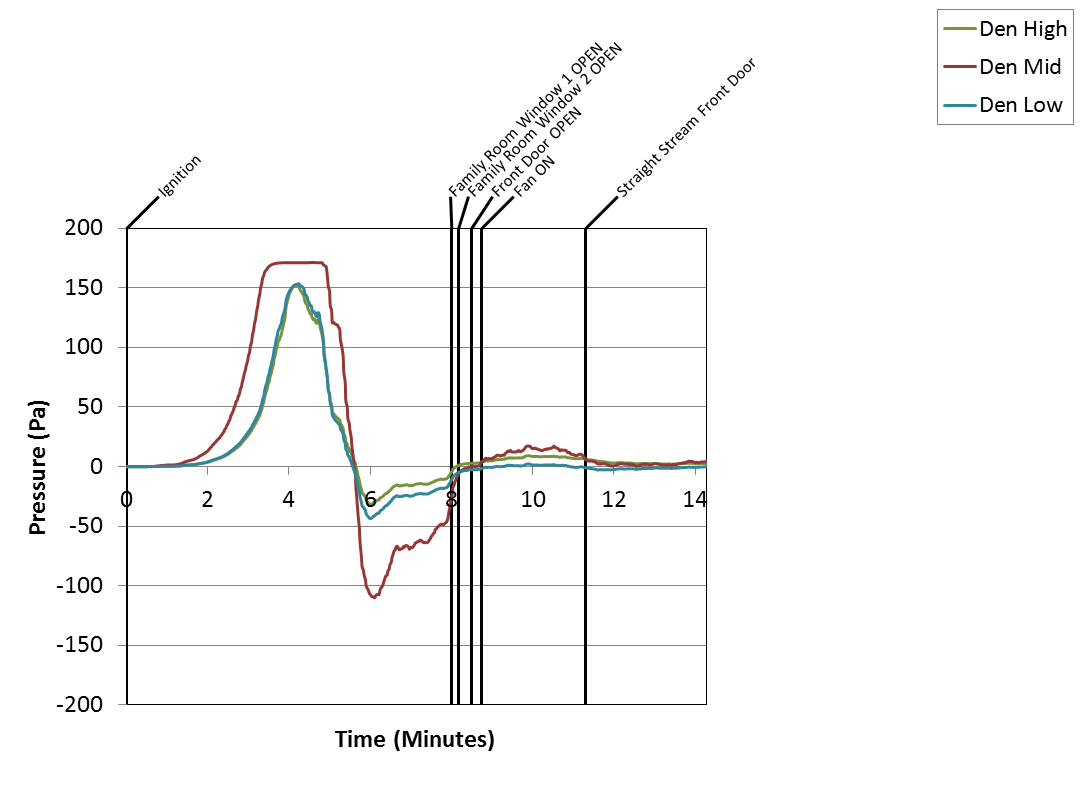 Den High
Den Mid
Den Low
Ignition
Family Room Window 1 OPEN
Family Room Window 2 OPEN
Front Door OPEN
Fan ON
Straight Stream Front Door
200
150
100
50
0
-50
-100
-150
-200
Pressure (Pa)
0
2
4
6
8
10
12
14
Time (Minutes)